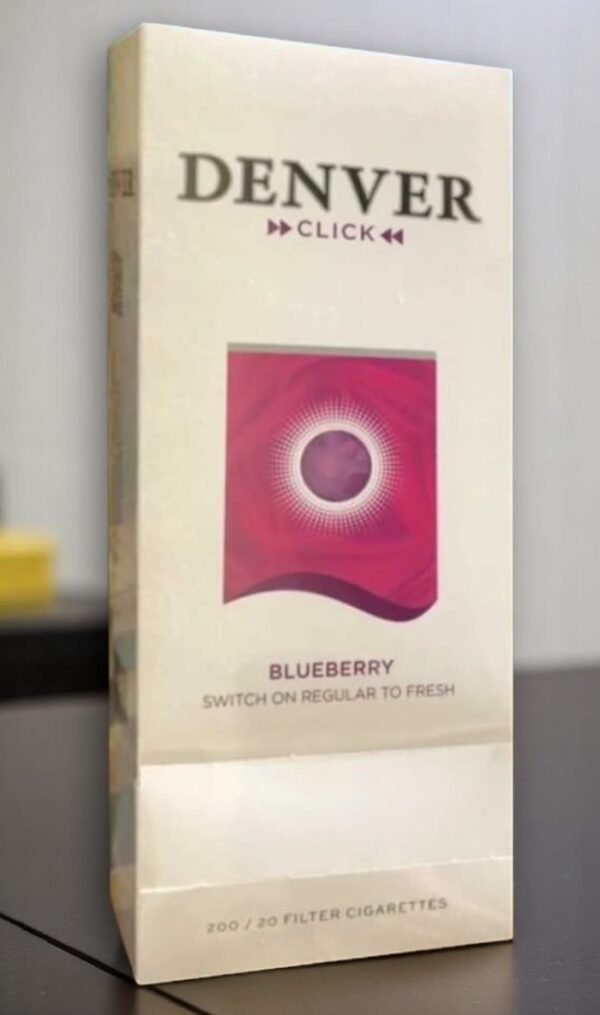 DENVER
CLICK
BLUEBERRY
SWITCH ON REGULAR TO FRESH
200 / 20 FILTER CIGARETTES